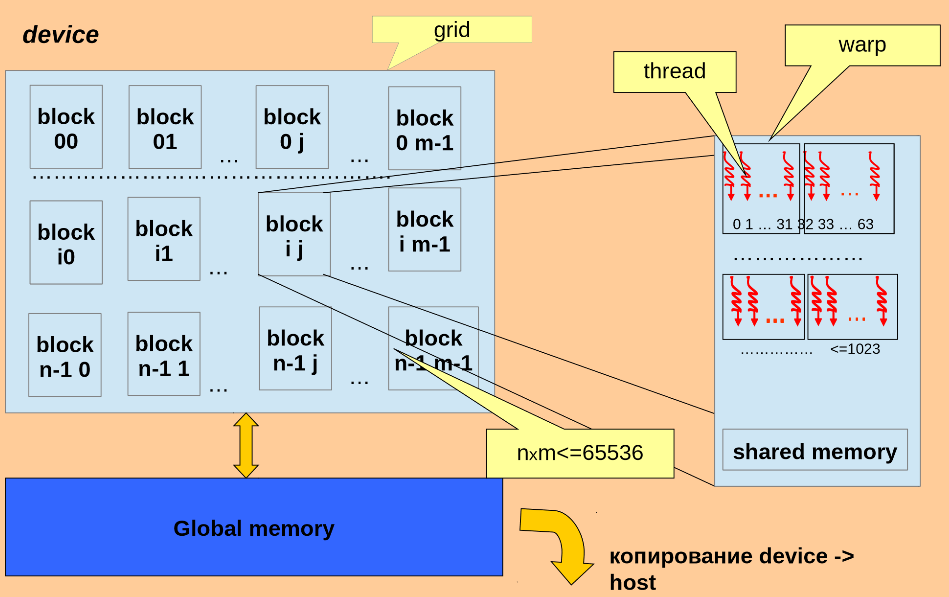 device
grid
thread
warp
block
00
block
01
…
block
0 j
…
block
0 m-1
block
i0
block
i1
…
block
i j
…
block
i m-1
block
n-1 0
block
n-1 1
…
block
n-1 j
…
block
n-1 m-1
…
…
0 1 … 31 32 33 … 63
………………
…
…
…………… <=1023
shared memory
nxm<=65536
Global memory
копирование device ->
host